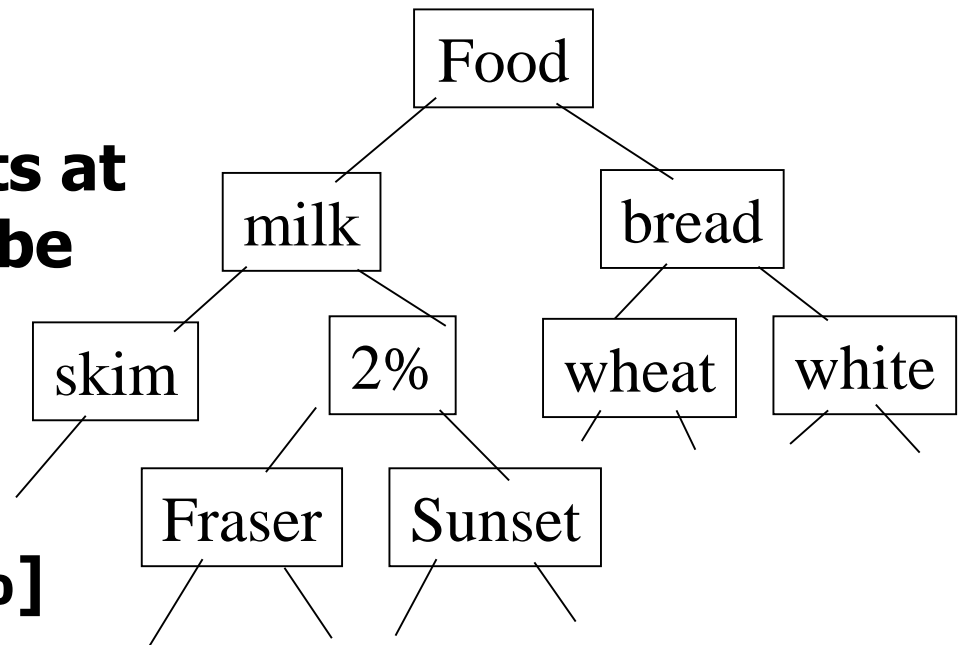 Food
ts at
milk
bread
be
skim
2%
wheat
white
Fraser
Sunset
]